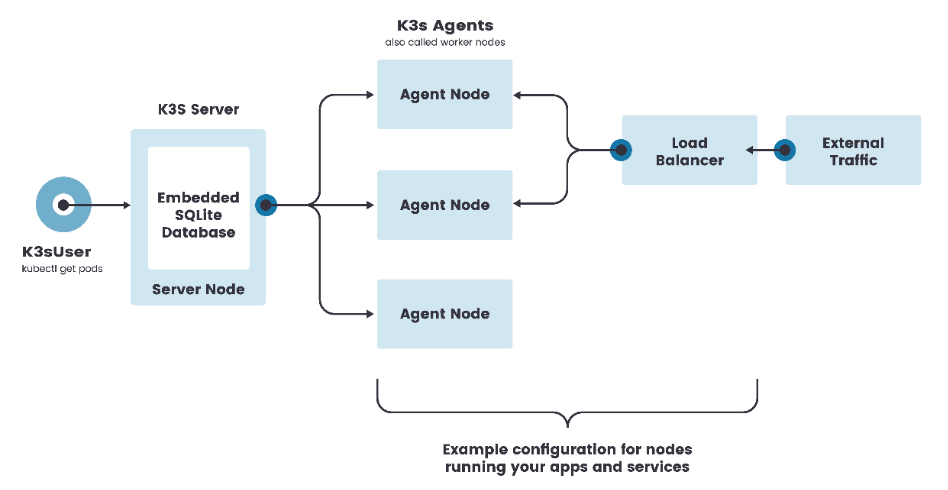 K3s Agents
also called worker nodes
Agent Node
K3S Server
Load
Balancer
External
Traffic
Embedded
SQLite
Database
Agent Node
K3sUser
kubectl get pods
Server Node
Agent Node
Example configuration for nodes
running your apps and services